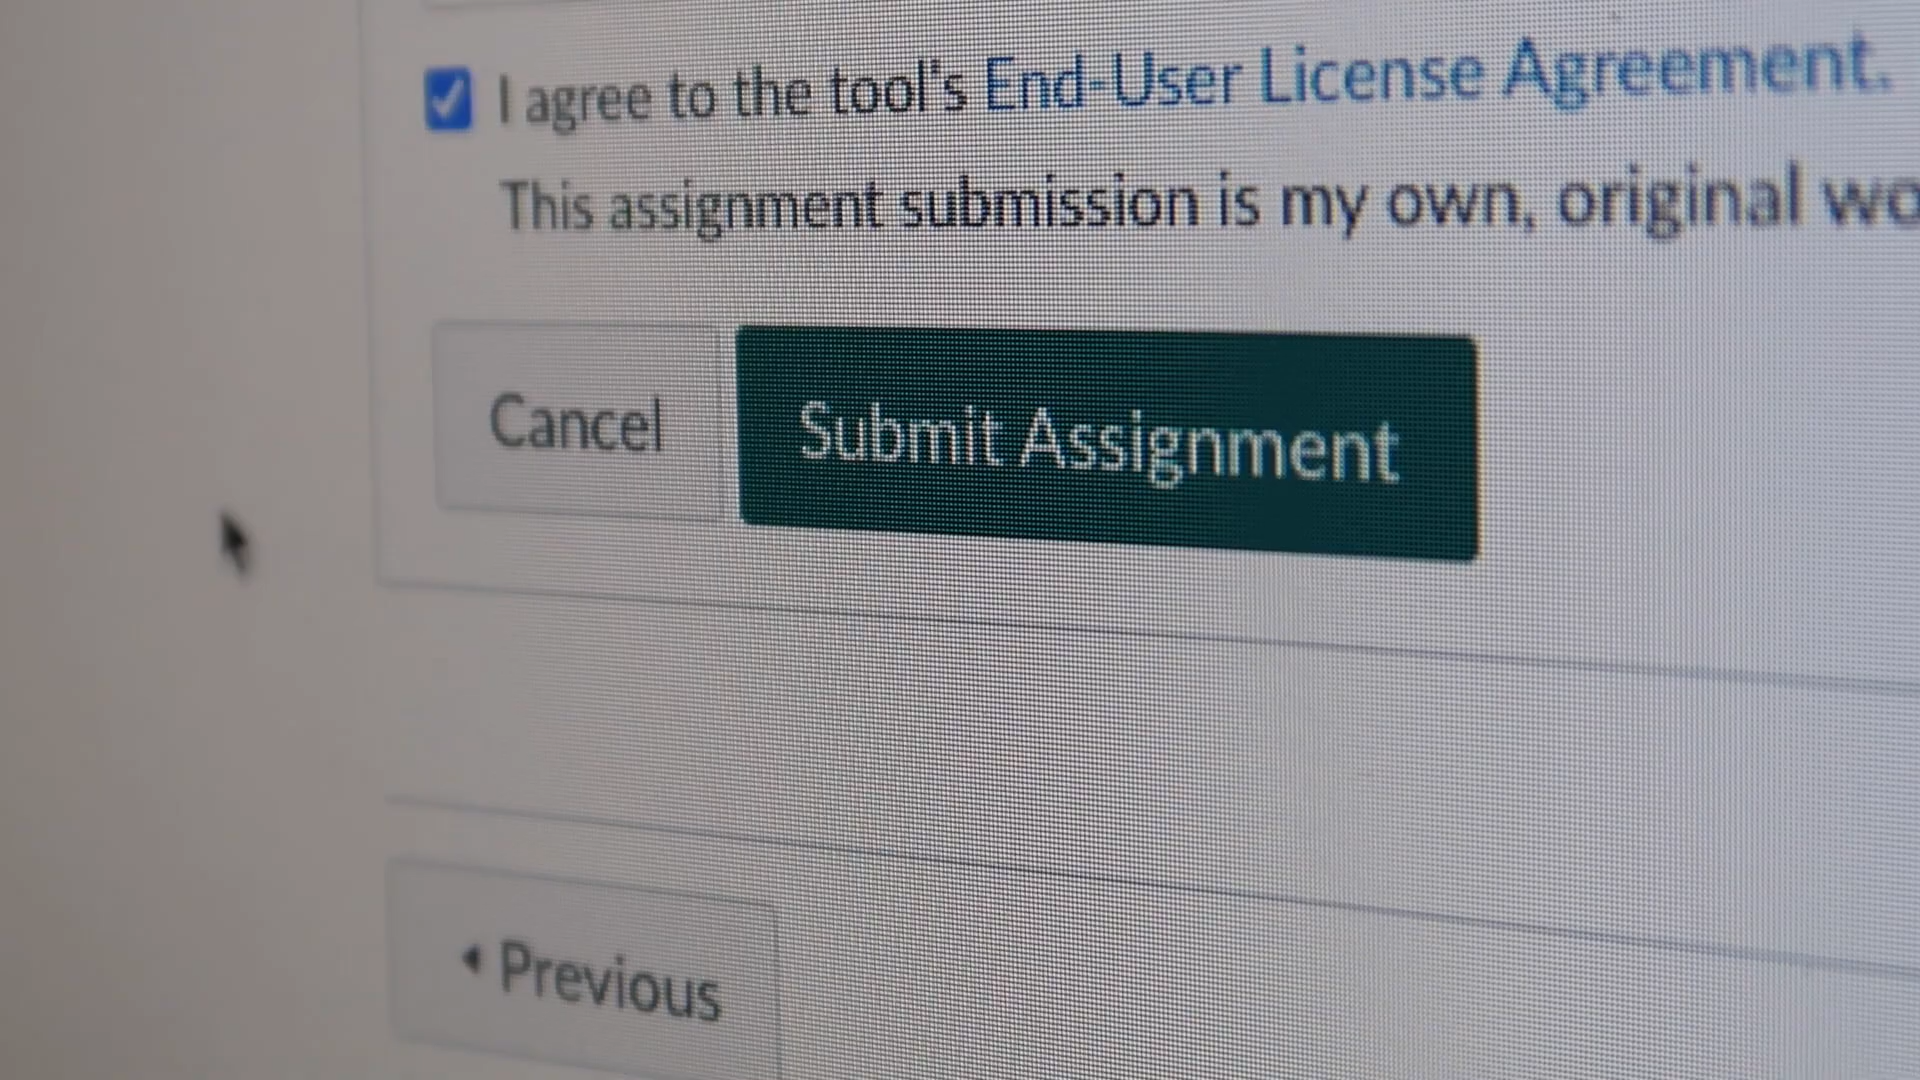 I agree to the tool's End-User License Agreement.
This assignment submission is my own, original
Cancel
Submit Assignment
Previous